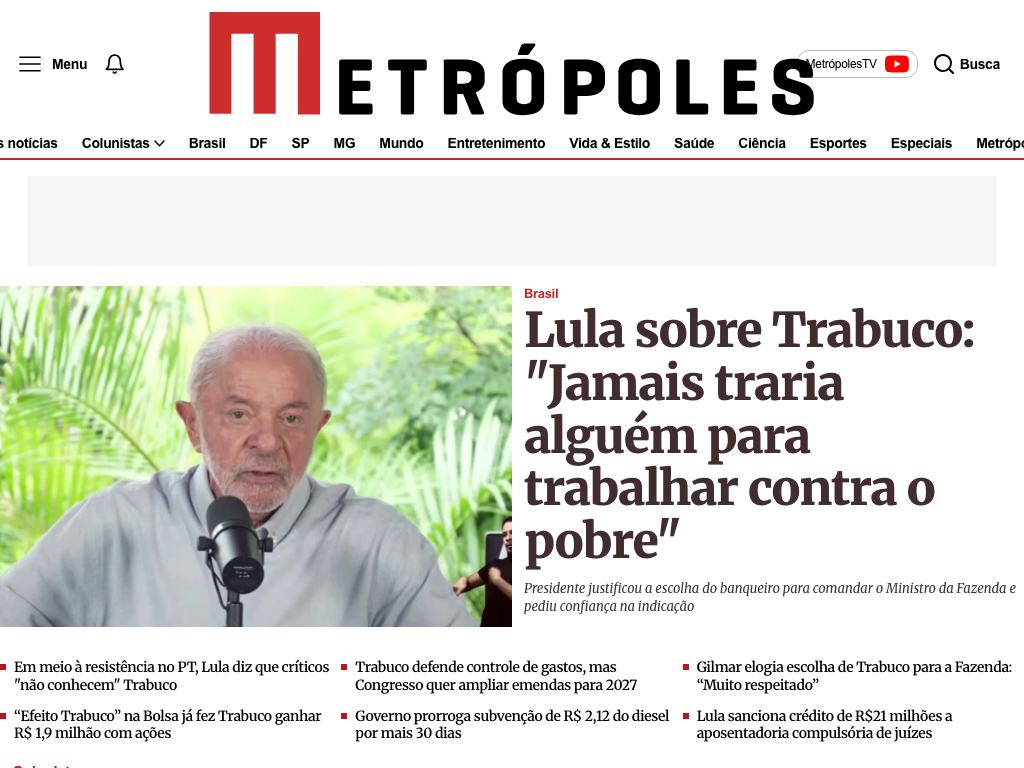 Menu
METRÓPOLES
MetrópolesTV
Busca
s notícias Colunistas Brasil DF SP MG Mundo Entretenimento Vida & Estilo Saúde Ciência Esportes Especiais Metrópo
Brasil
Lula sobre Trabuco:
"Jamais traria
alguém para
trabalhar contra o
pobre"
Presidente justificou a escolha do banqueiro para comandar o Ministro da Fazenda e
pediu confiança na indicação
Em meio à resistência no PT, Lula diz que críticos
"não conhecem" Trabuco
Trabuco defende controle de gastos, mas
Congresso quer ampliar emendas para 2027
Gilmar elogia escolha de Trabuco para a Fazenda:
“Muito respeitado”
“Efeito Trabuco” na Bolsa já fez Trabuco ganhar
R$ 1,9 milhão com ações
Governo prorroga subvenção de R$ 2,12 do diesel
por mais 30 dias
Lula sanciona crédito de R$21 milhões a
aposentadoria compulsória de juízes